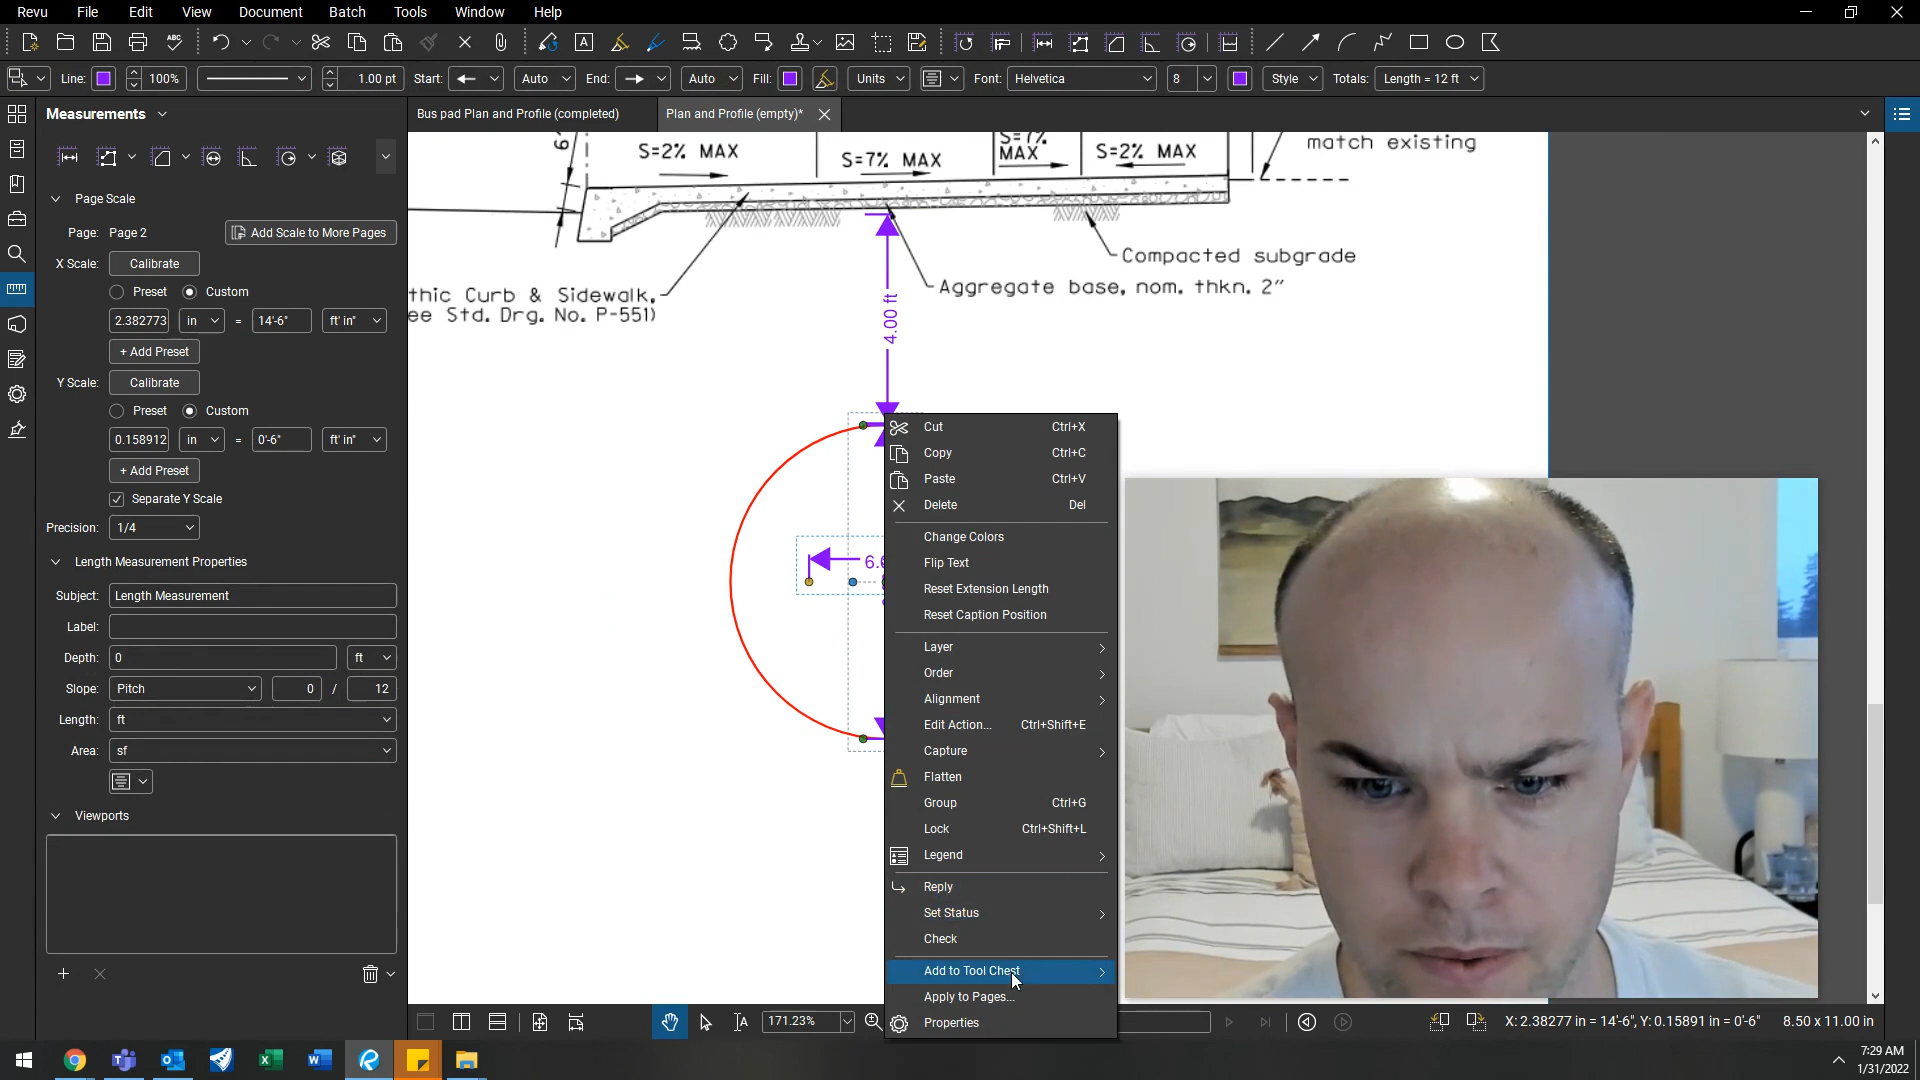 Revu File Edit View Document Batch Tools Window Help
Line: 100% 1.00 pt Start: Auto End: Auto Fill: Units Font: Helvetica 8 Style Totals: Length = 12 ft
Measurements
Bus pad Plan and Profile (completed)
Plan and Profile (empty)*
Page Scale
Page: Page 2
Add Scale to More Pages
X Scale: Calibrate
Preset Custom
2.382773 in = 14'-6" ft' in"
+ Add Preset
Y Scale: Calibrate
Preset Custom
0.158912 in = 0'-6" ft' in"
+ Add Preset
Separate Y Scale
Precision: 1/4
Length Measurement Properties
Subject: Length Measurement
Label:
Depth: 0 ft
Slope: Pitch 0 / 12
Length: ft
Area: sf
Viewports
S=2% MAX
S=7% MAX
S=7%
MAX
S=2% MAX
match existing
Compacted subgrade
Aggregate base, nom. thkn. 2"
thic Curb & Sidewalk,
ee Std. Drg. No. P-551)
4.00 ft
Cut Ctrl+X
Copy Ctrl+C
Paste Ctrl+V
Delete Del
Change Colors
Flip Text
Reset Extension Length
Reset Caption Position
Layer
Order
Alignment
Edit Action... Ctrl+Shift+E
Capture
Flatten
Group Ctrl+G
Lock Ctrl+Shift+L
Legend
Reply
Set Status
Check
Add to Tool Chest
Apply to Pages...
Properties
171.23%
X: 2.38277 in = 14'-6", Y: 0.15891 in = 0'-6" 8.50 x 11.00 in
7:29 AM
1/31/2022